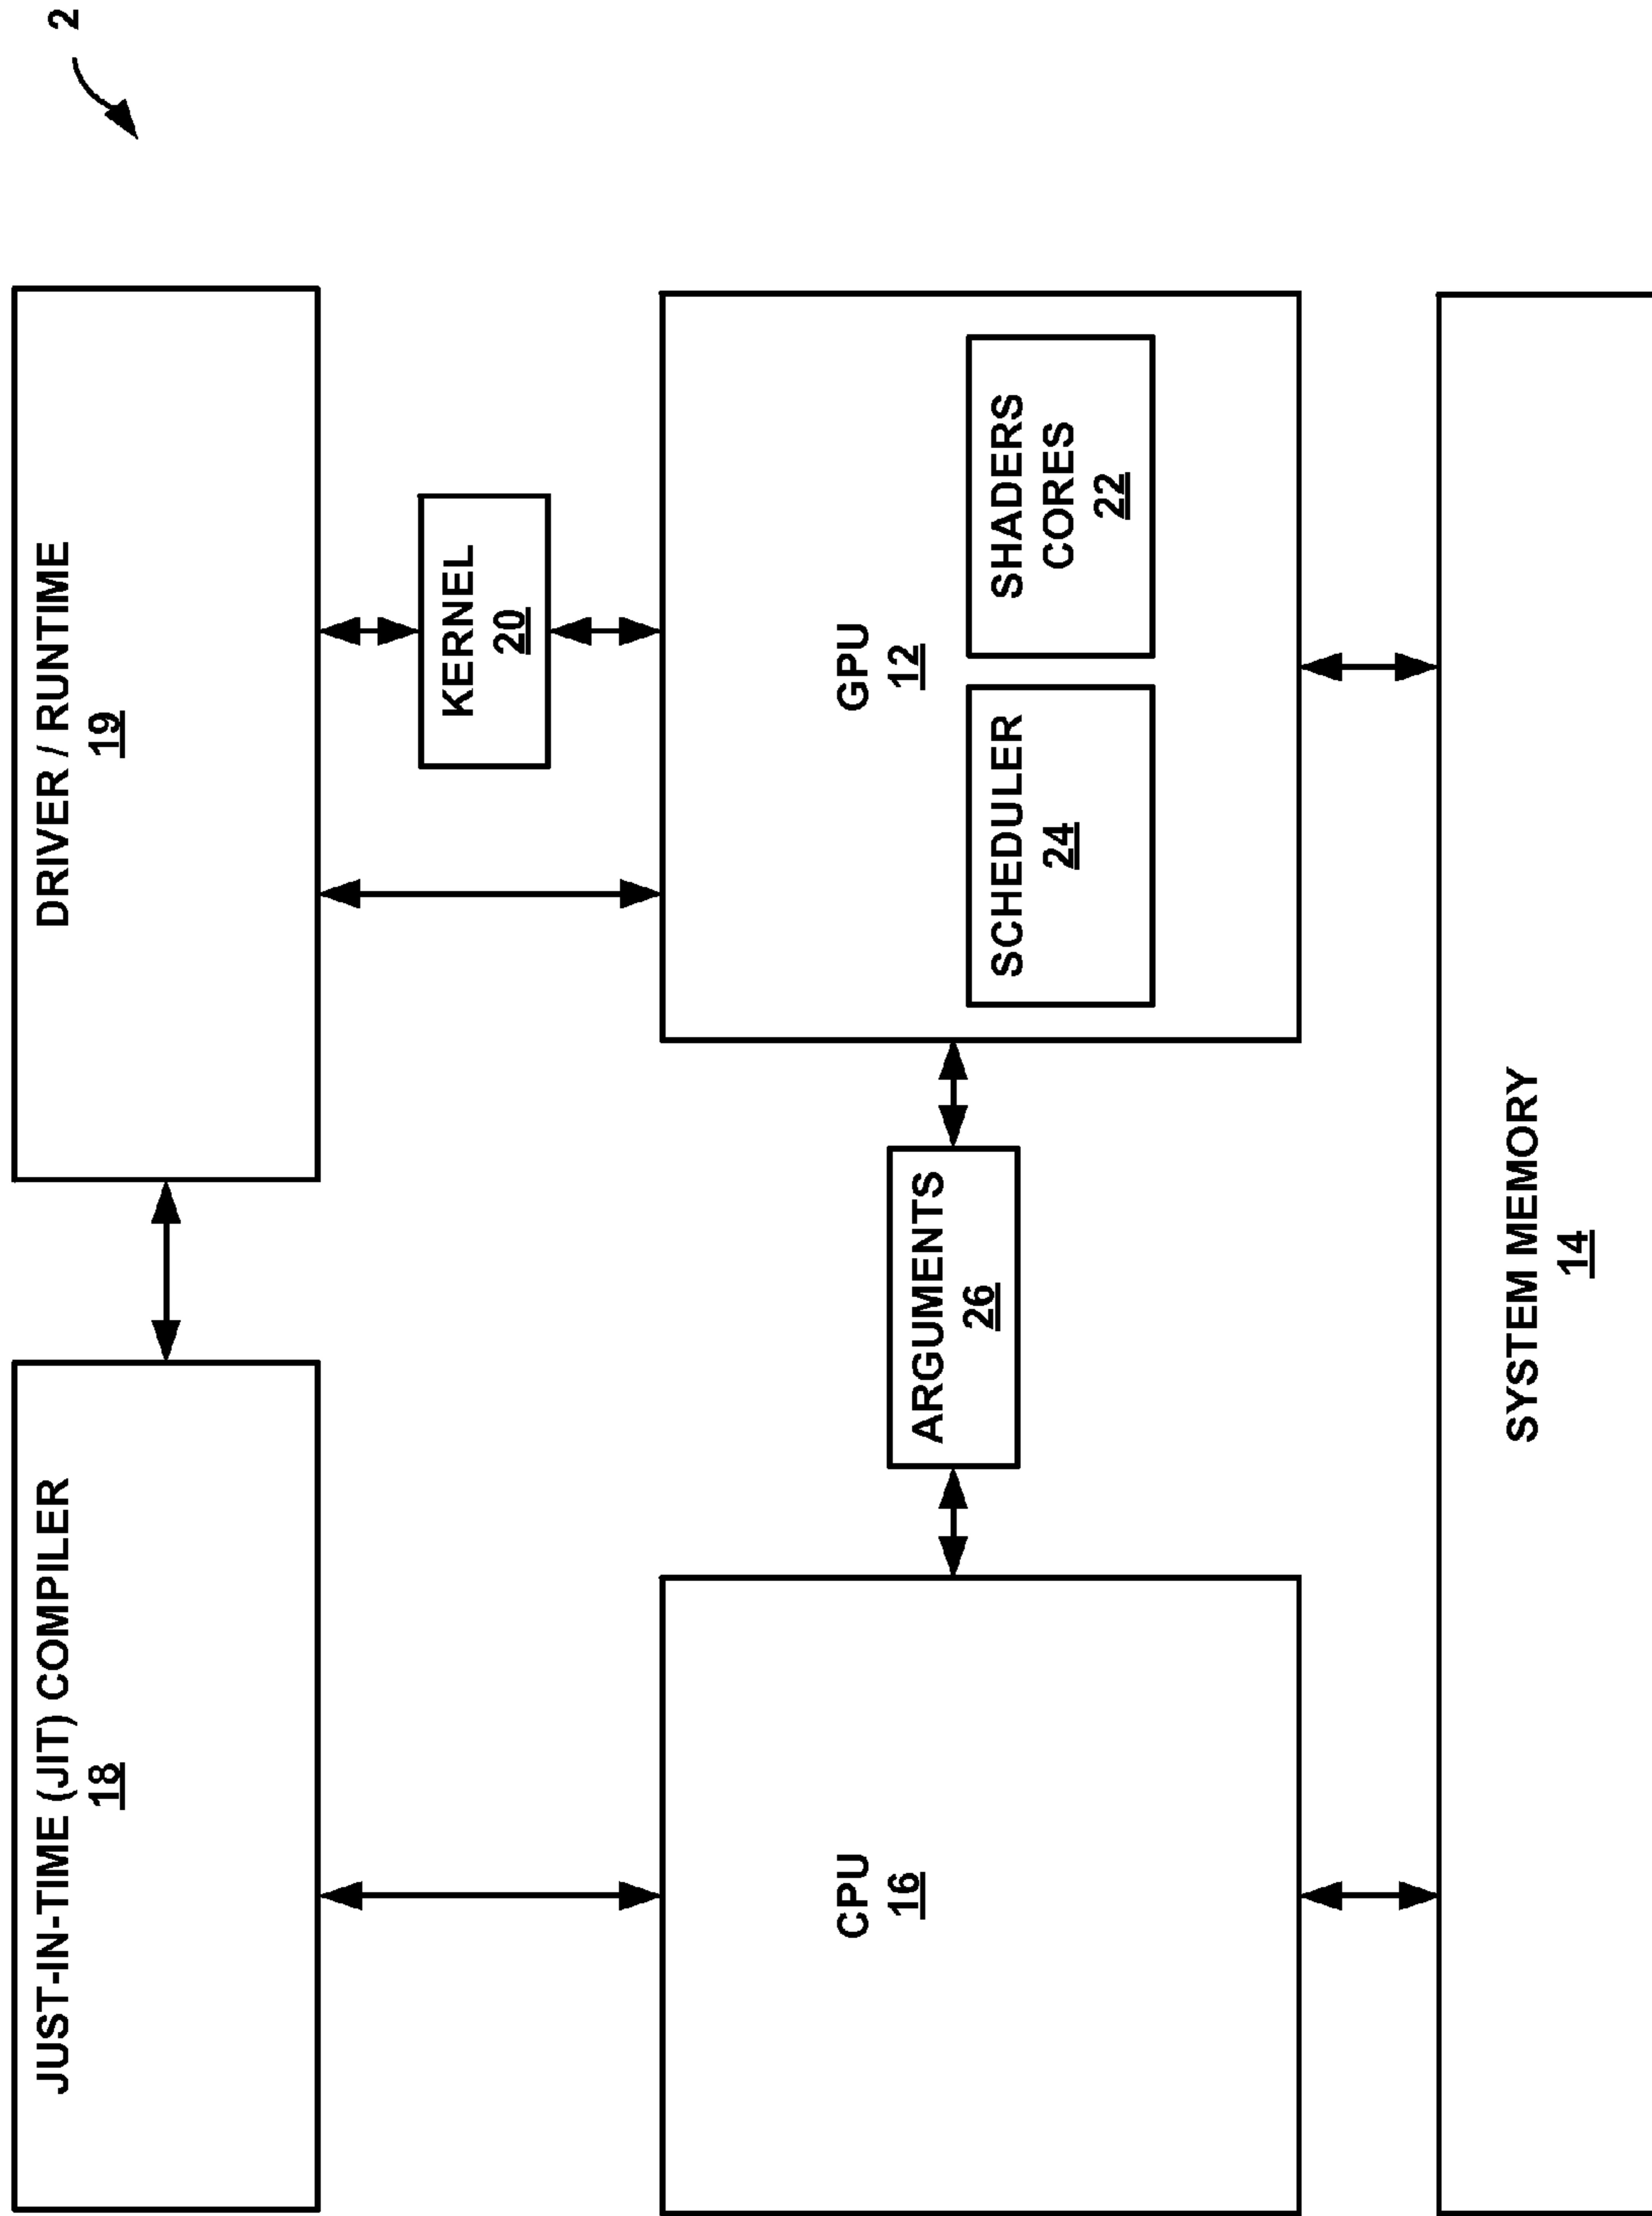 2
JUST-IN-TIME (JIT) COMPILER
18
DRIVER / RUNTIME
19
KERNEL
20
CPU
16
ARGUMENTS
26
GPU
12
SCHEDULER
24
SHADERS
CORES
22
SYSTEM MEMORY
14